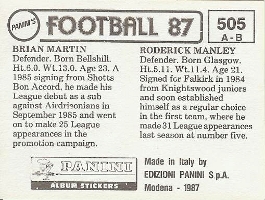 PANINI'S
FOOTBALL 87
505
A - B
BRIAN MARTIN
Defender. Born Bellshill.
Ht.6.0. Wt.13.0. Age 23. A
1985 signing from Shotts
Bon Accord, he made his
League debut as a sub
against Airdrieonians in
September 1985 and went
on to make 25 League
appearances in the
promotion campaign.
RODERICK MANLEY
Defender. Born Glasgow.
Ht.5.11. Wt.11.4. Age 21.
Signed for Falkirk in 1984
from Knightswood juniors
and soon established
himself as a regular choice
in the first team, where he
made 31 League appearances
last season at number five.
PANINI
ALBUM STICKERS
Made in Italy by
EDIZIONI PANINI S.p.A.
Modena - 1987